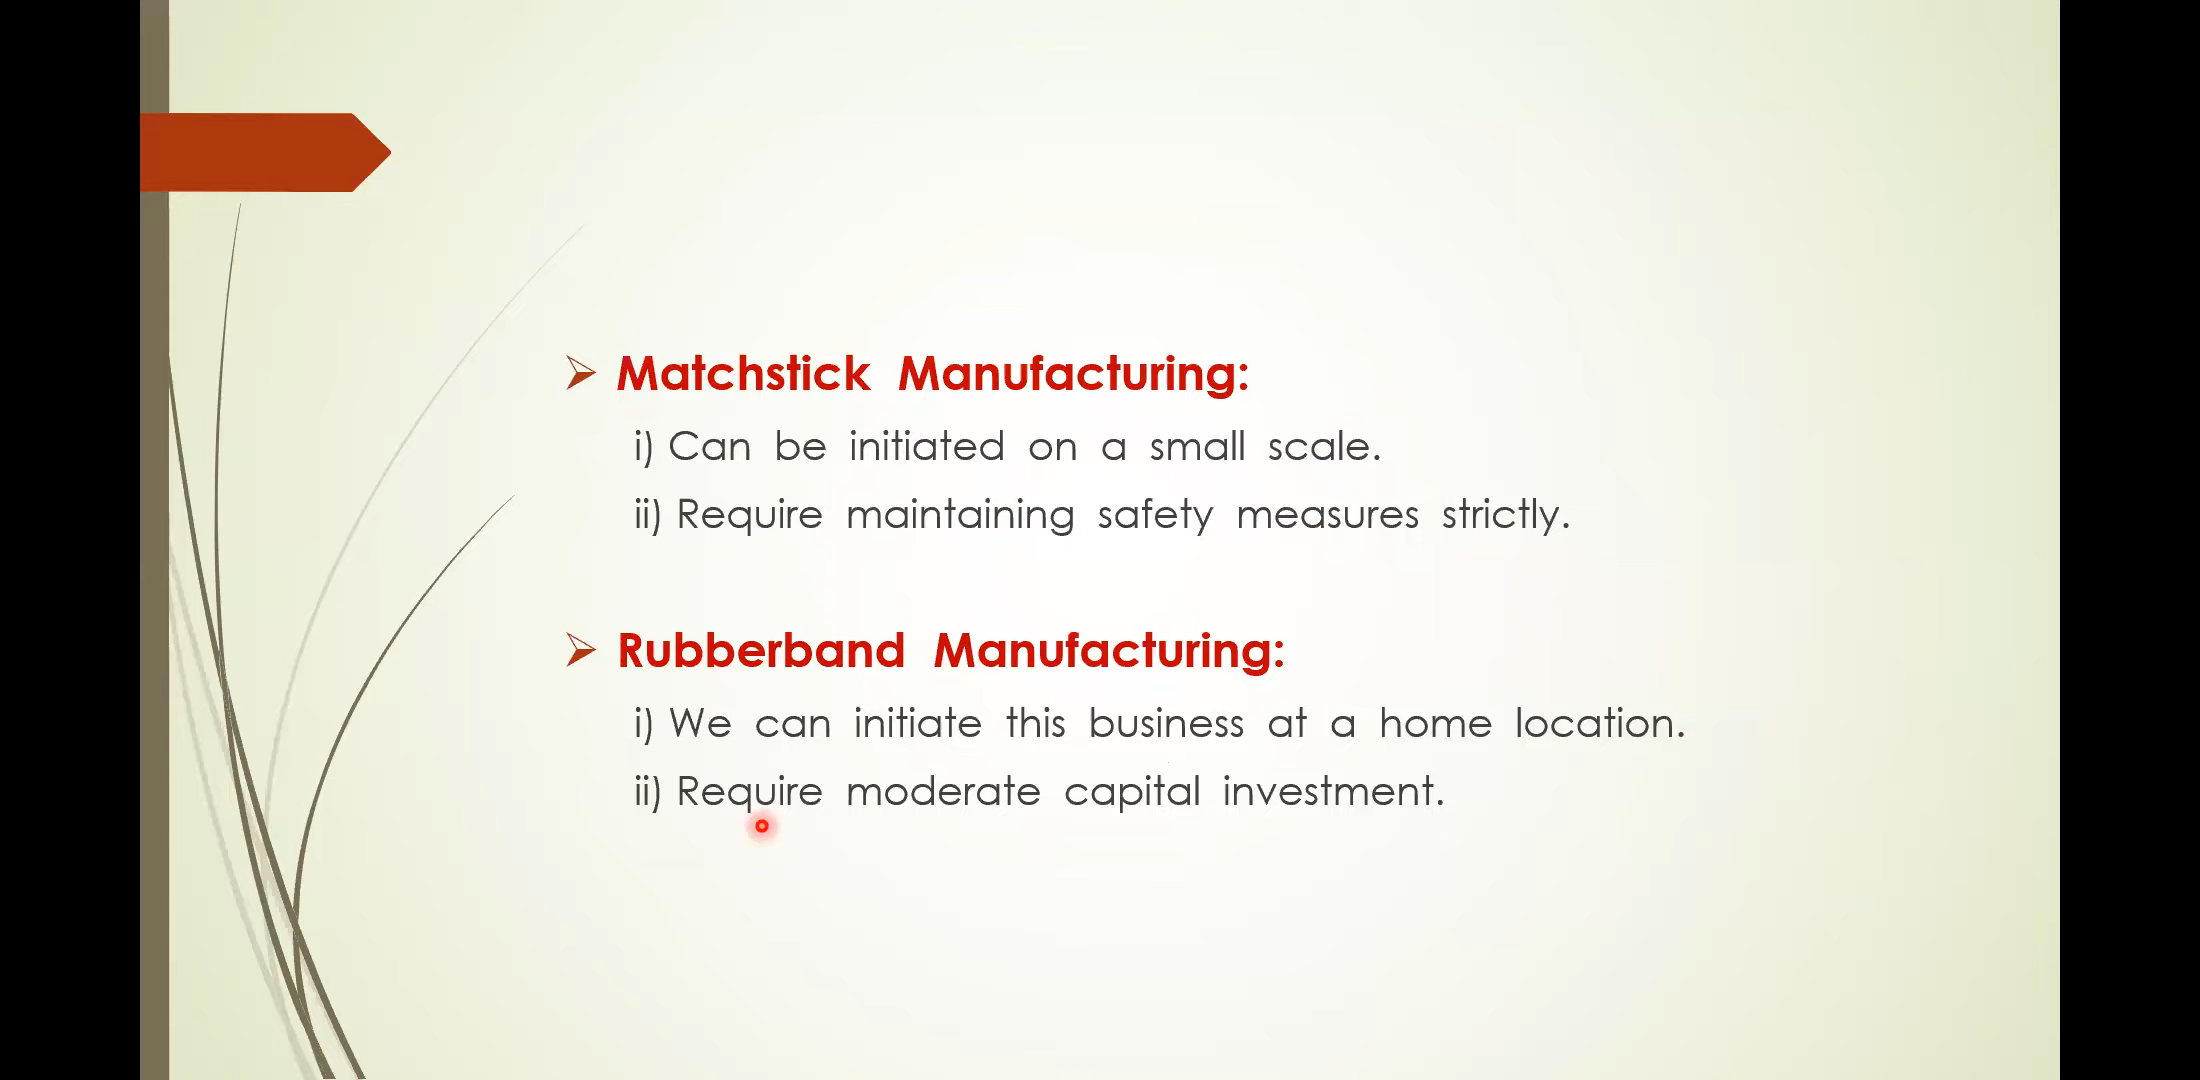 Matchstick Manufacturing:
i) Can be initiated on a small scale.
ii) Require maintaining safety measures strictly.
Rubberband Manufacturing:
i) We can initiate this business at a home location.
ii) Require moderate capital investment.